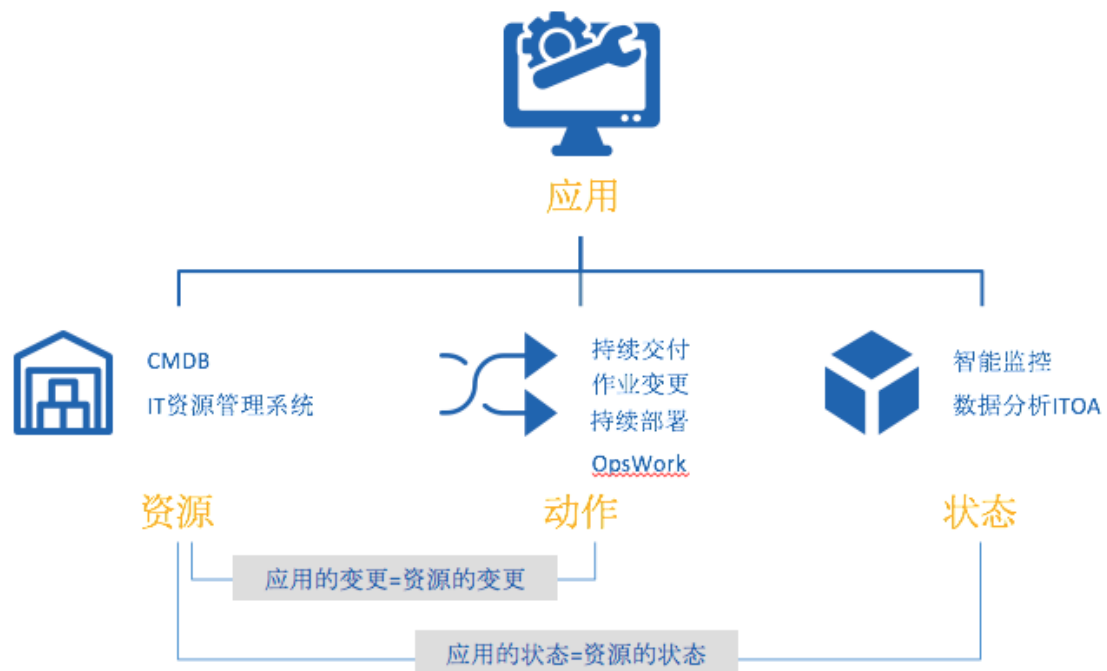 应用
CMDB
IT资源管理系统
持续交付
作业变更
持续部署
OpsWork
智能监控
数据分析ITOA
资源
动作
状态
应用的变更=资源的变更
应用的状态=资源的状态